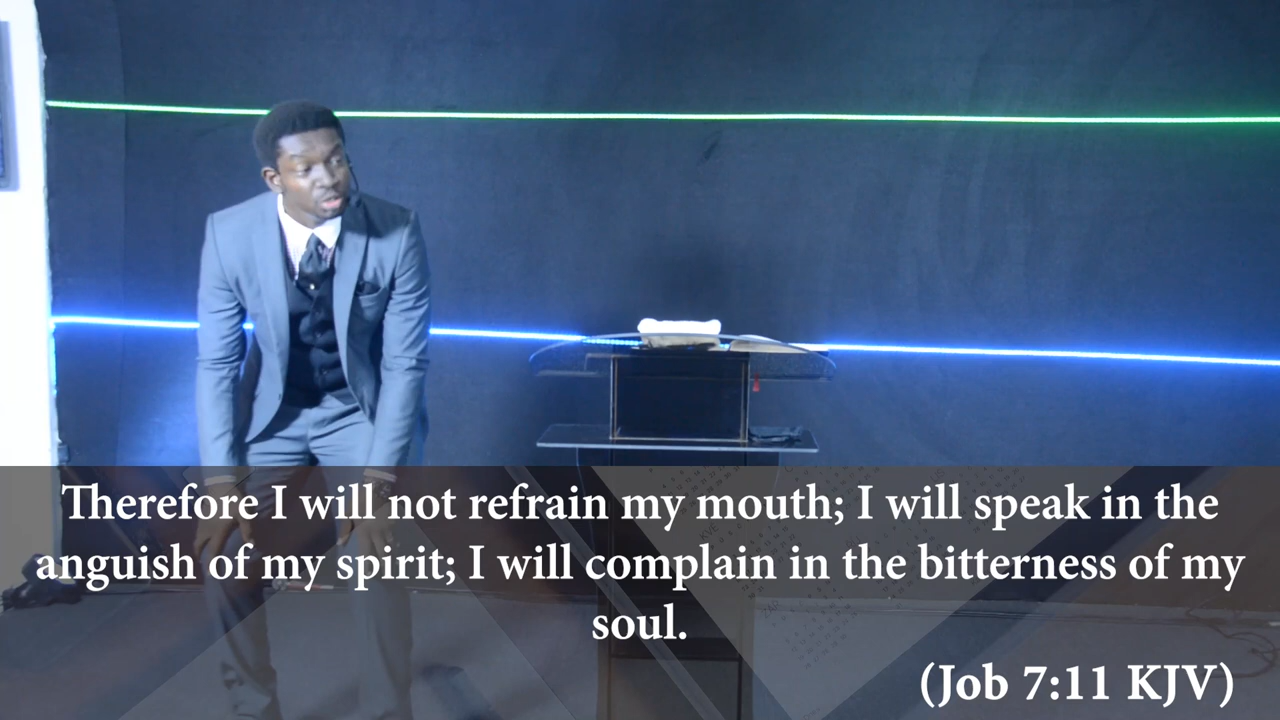 Therefore I will not refrain my mouth; I will speak in the
anguish of my spirit; I will complain in the bitterness of my
soul.
(Job 7:11 KJV)